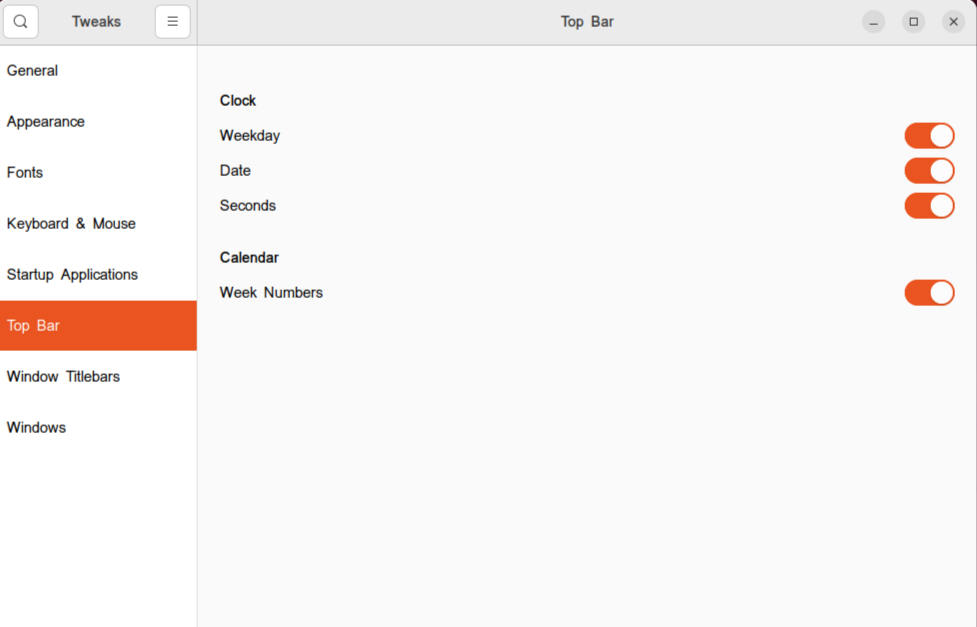 Tweaks
Top Bar
General
Appearance
Fonts
Keyboard & Mouse
Startup Applications
Top Bar
Window Titlebars
Windows
Clock
Weekday
Date
Seconds
Calendar
Week Numbers